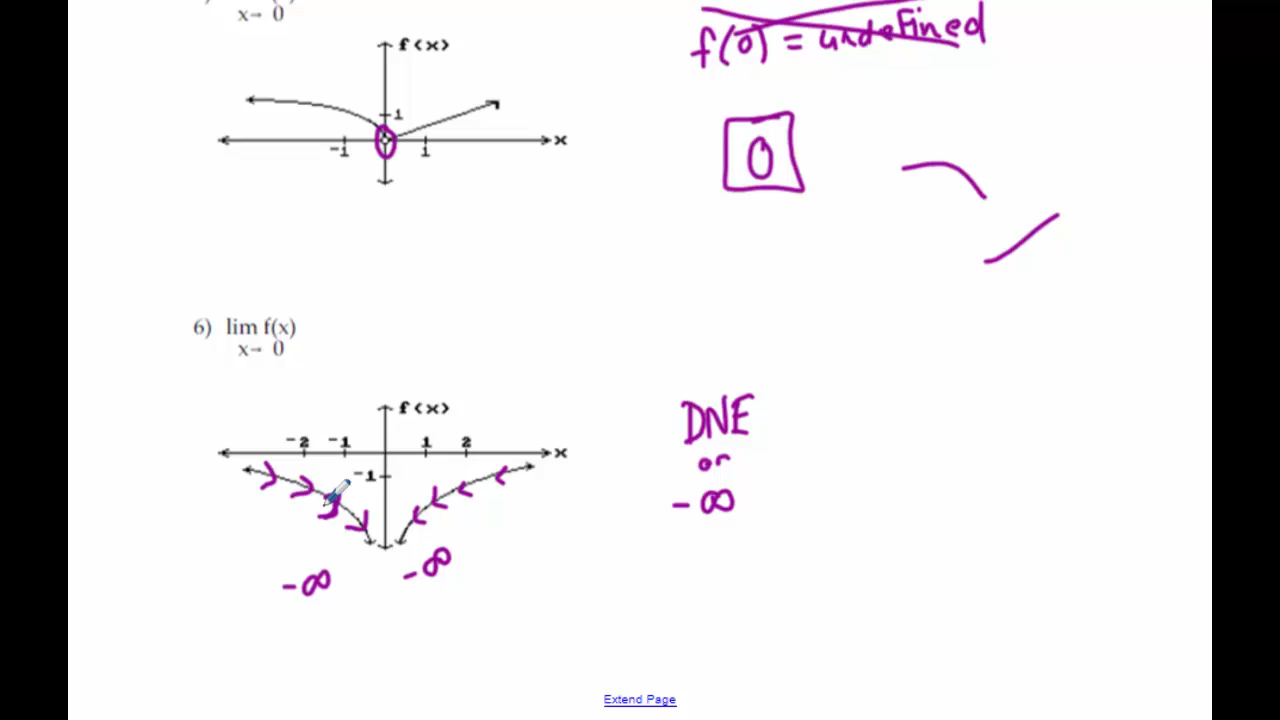 x→ 0
f(0) = undefined
f(x)
1
x
-1
1
0
6) lim f(x)
x→ 0
f(x)
-2 -1 1 2
x
-1
DNE
or
-∞
-∞
-∞
Extend Page